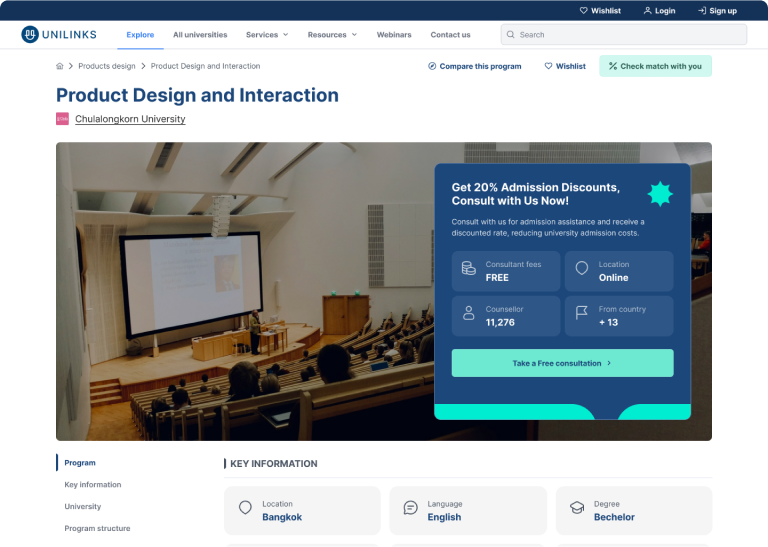 Wishlist Login Sign up
UNILINKS Explore All universities Services Resources Webinars Contact us Search
Products design Product Design and Interaction Compare this program Wishlist Check match with you
Product Design and Interaction
Chulalongkorn University
Get 20% Admission Discounts,
Consult with Us Now!
Consult with us for admission assistance and receive a
discounted rate, reducing university admission costs.
Consultant fees Location
FREE Online
Counsellor From country
11,276 + 13
Take a Free consultation
Program KEY INFORMATION
Key information
University
Program structure
Location Language Degree
Bangkok English Bechelor